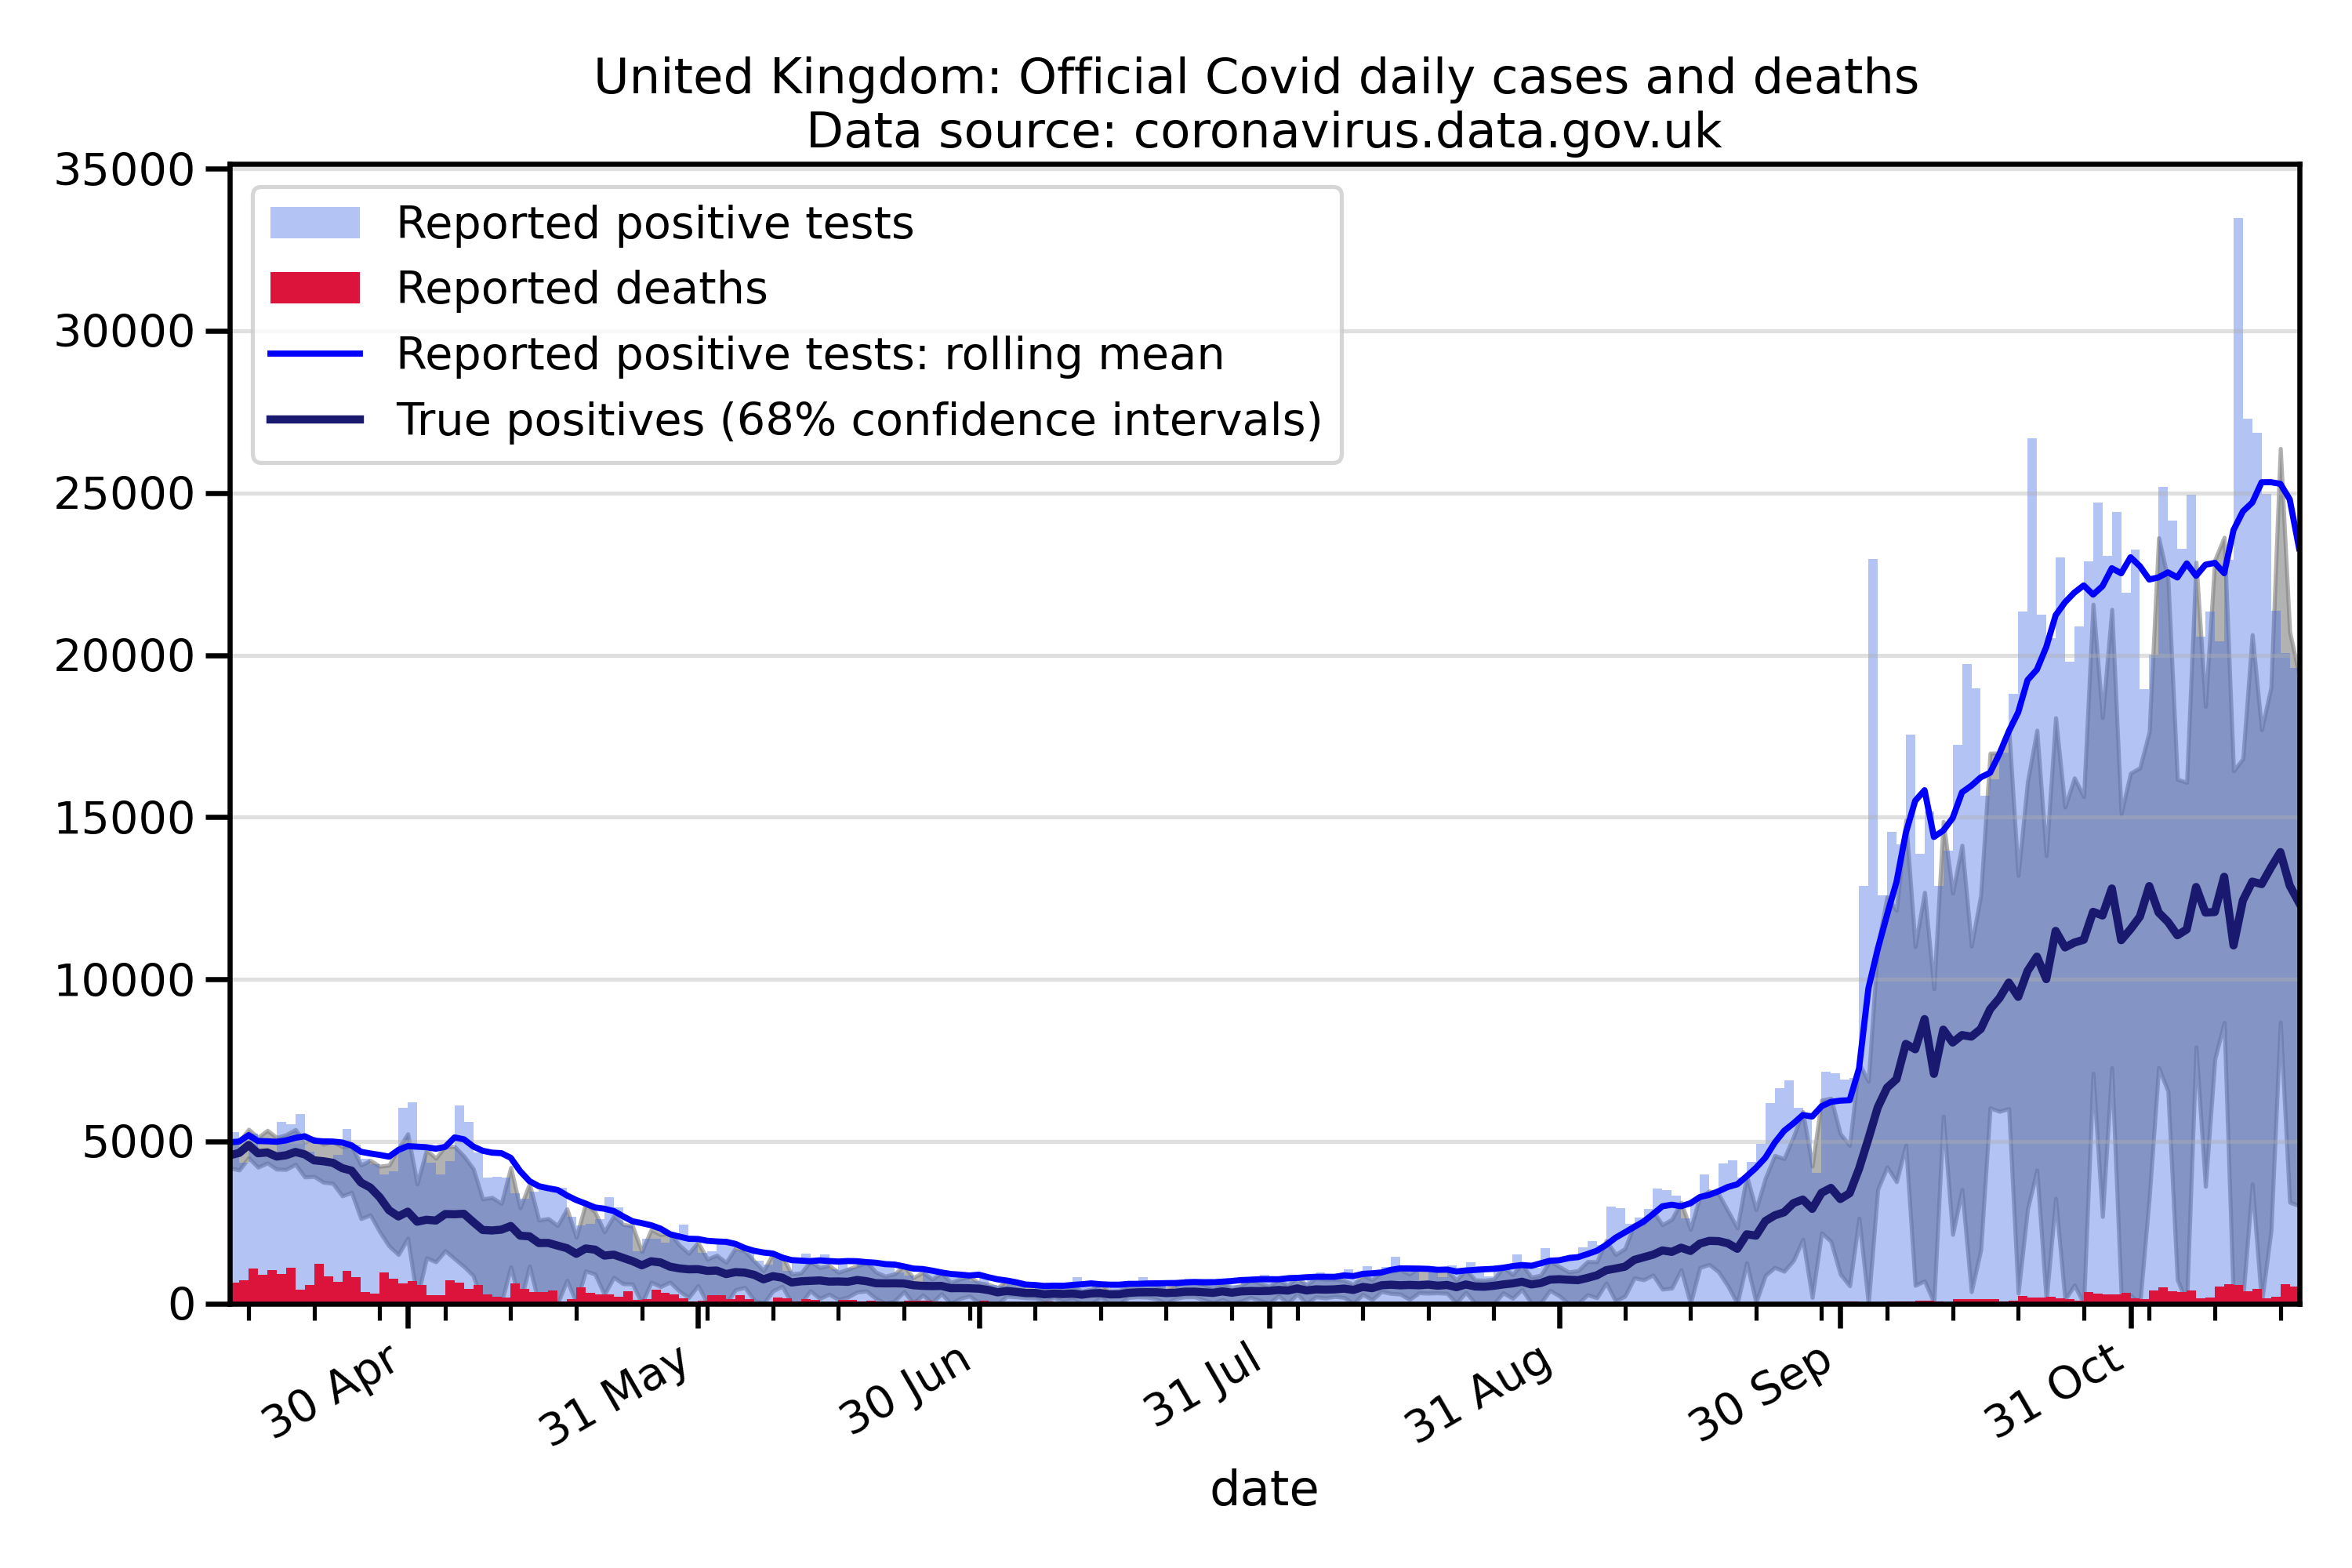 United Kingdom: Official Covid daily cases and deaths
Data source: coronavirus.data.gov.uk
35000
30000
25000
20000
15000
10000
5000
0
Reported positive tests
Reported deaths
Reported positive tests: rolling mean
True positives (68% confidence intervals)
30 Apr
31 May
30 Jun
31 Jul
31 Aug
30 Sep
31 Oct
date